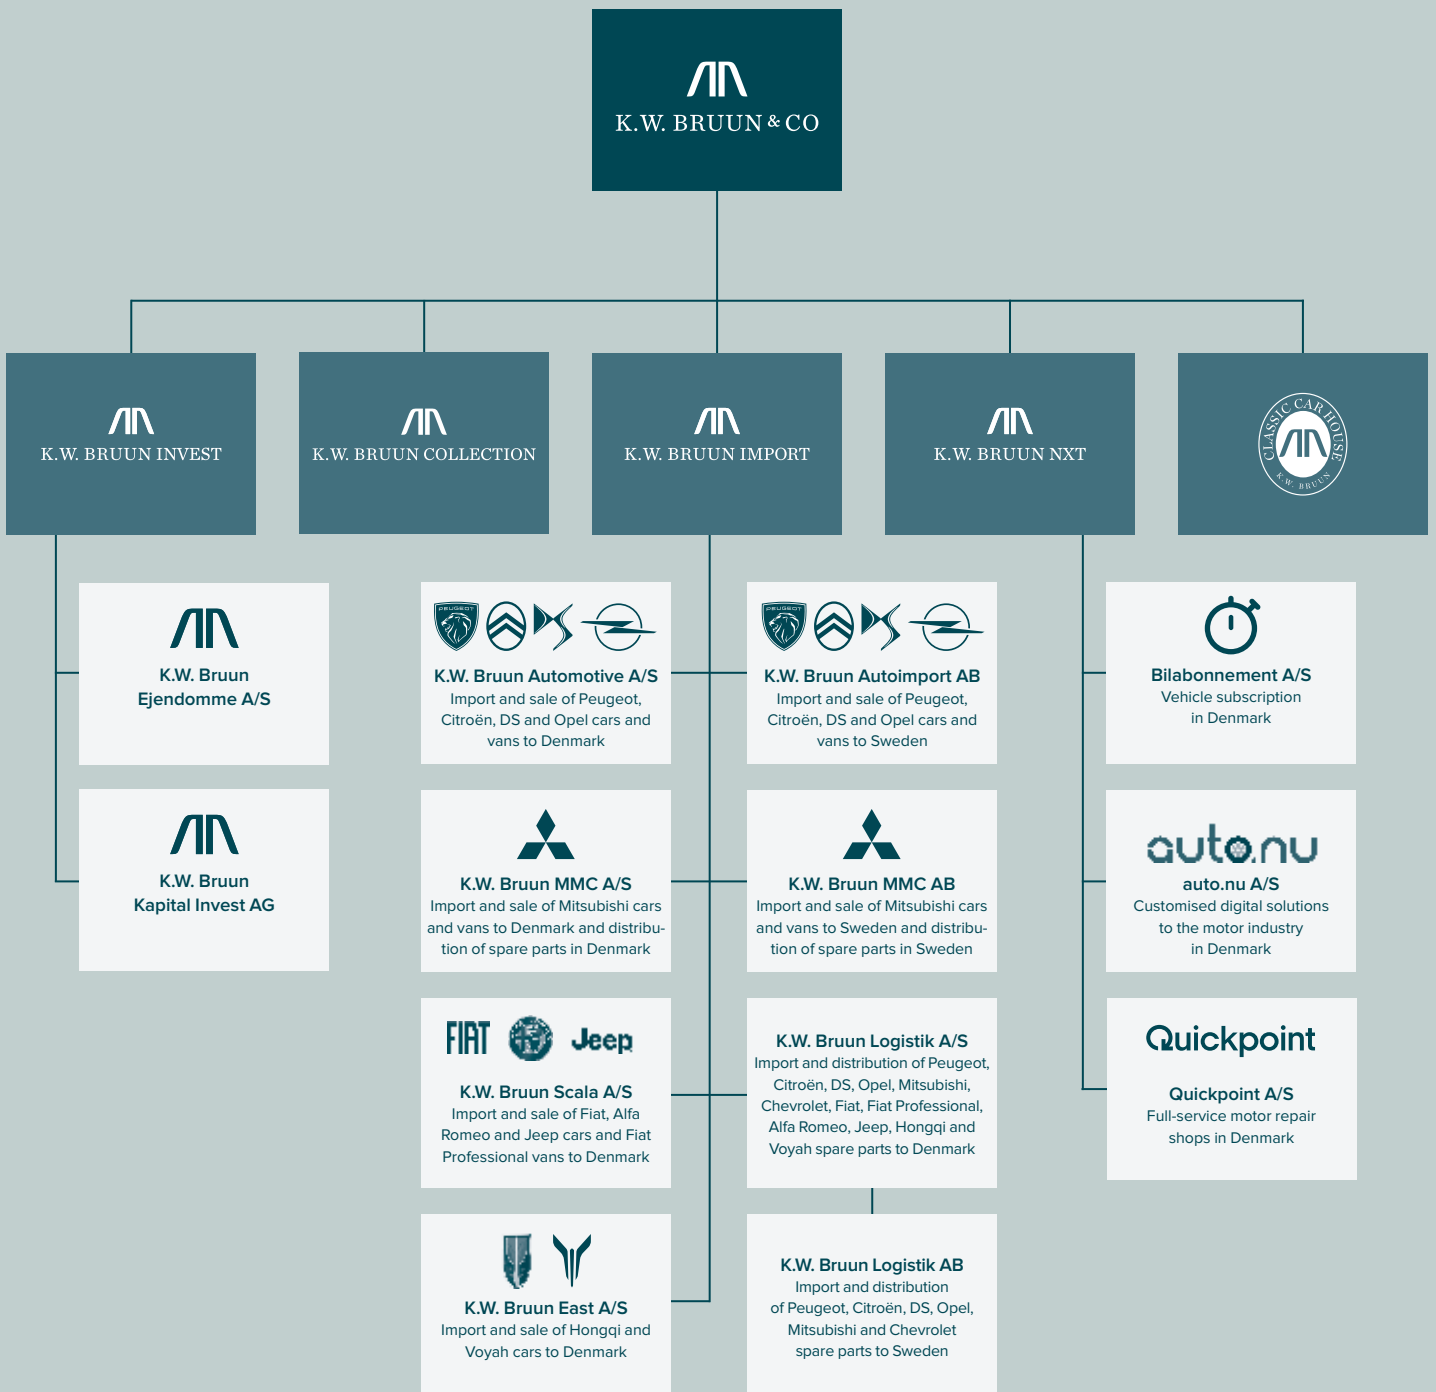 K.W. BRUUN & CO
K.W. BRUUN INVEST
K.W. BRUUN COLLECTION
K.W. BRUUN IMPORT
K.W. BRUUN NXT
CLASSIC CAR HOUSE
K.W. BRUUN
K.W. Bruun
Ejendomme A/S
K.W. Bruun
Kapital Invest AG
PEUGEOT
K.W. Bruun Automotive A/S
Import and sale of Peugeot,
Citroën, DS and Opel cars and
vans to Denmark
PEUGEOT
K.W. Bruun Autoimport AB
Import and sale of Peugeot,
Citroën, DS and Opel cars and
vans to Sweden
K.W. Bruun MMC A/S
Import and sale of Mitsubishi cars
and vans to Denmark and distribu-
tion of spare parts in Denmark
K.W. Bruun MMC AB
Import and sale of Mitsubishi cars
and vans to Sweden and distribu-
tion of spare parts in Sweden
FIAT Jeep
K.W. Bruun Scala A/S
Import and sale of Fiat, Alfa
Romeo and Jeep cars and Fiat
Professional vans to Denmark
K.W. Bruun Logistik A/S
Import and distribution of Peugeot,
Citroën, DS, Opel, Mitsubishi,
Chevrolet, Fiat, Fiat Professional,
Alfa Romeo, Jeep, Hongqi and
Voyah spare parts to Denmark
K.W. Bruun East A/S
Import and sale of Hongqi and
Voyah cars to Denmark
K.W. Bruun Logistik AB
Import and distribution
of Peugeot, Citroën, DS, Opel,
Mitsubishi and Chevrolet
spare parts to Sweden
Bilabonnement A/S
Vehicle subscription
in Denmark
auto.nu
auto.nu A/S
Customised digital solutions
to the motor industry
in Denmark
Quickpoint
Quickpoint A/S
Full-service motor repair
shops in Denmark